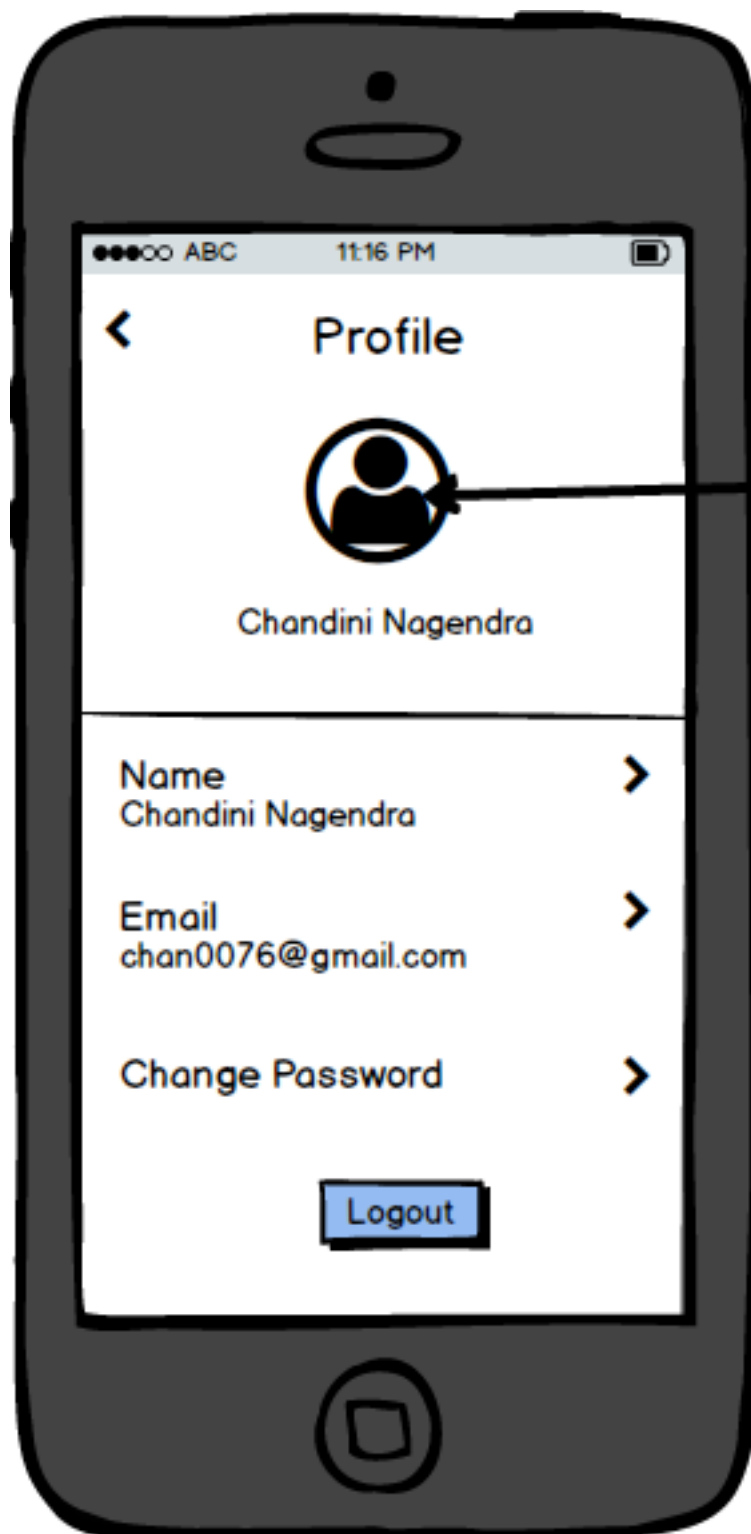 ABC 11:16 PM
Profile
Chandini Nagendra
Name
Chandini Nagendra
Email
chan0076@gmail.com
Change Password
Logout